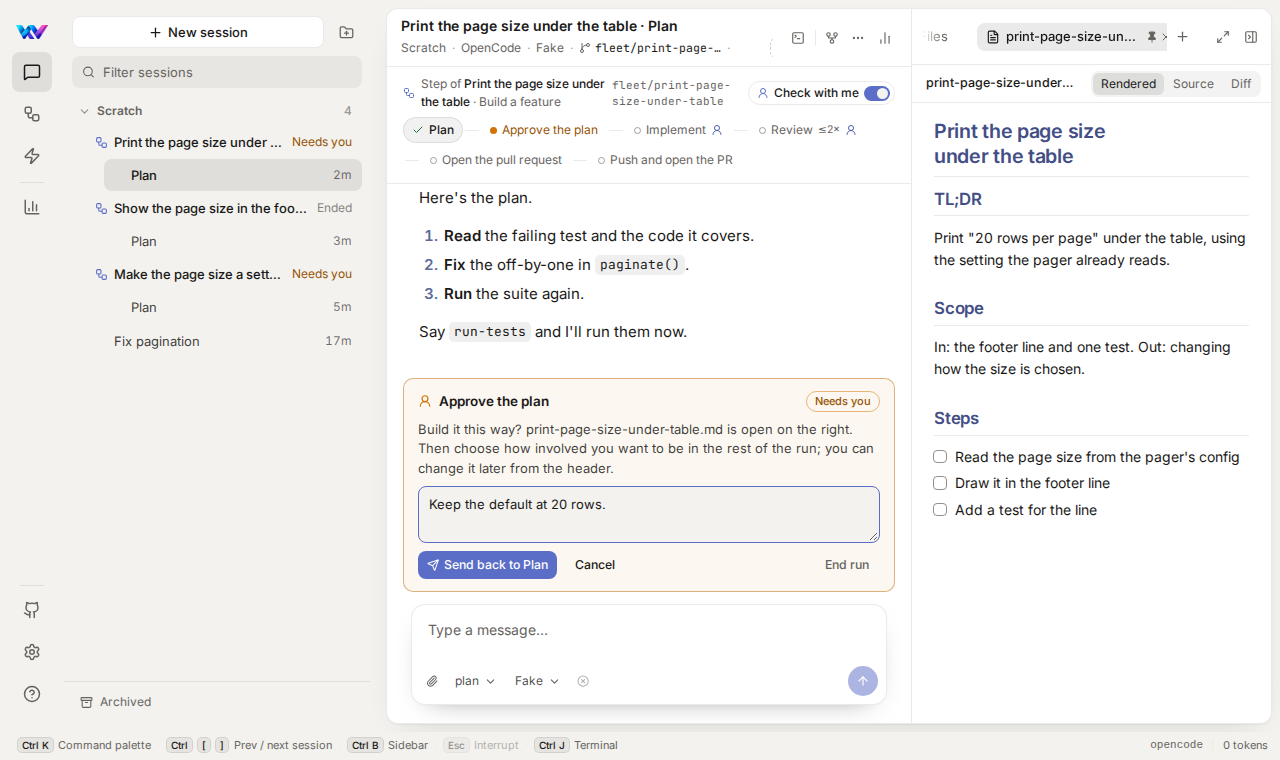 New session
Filter sessions
Scratch 4
Print the page size under ... Needs you
Plan 2m
Show the page size in the foo... Ended
Plan 3m
Make the page size a sett... Needs you
Plan 5m
Fix pagination 17m
Archived
Print the page size under the table · Plan
Scratch · OpenCode · Fake · fleet/print-page-… ·
Step of Print the page size under the table · Build a feature
fleet/print-page-size-under-table
Check with me
Plan
Approve the plan
Implement
Review ≤2×
Open the pull request
Push and open the PR
Here's the plan.
1. Read the failing test and the code it covers.
2. Fix the off-by-one in paginate().
3. Run the suite again.
Say run-tests and I'll run them now.
Approve the plan Needs you
Build it this way? print-page-size-under-table.md is open on the right.
Then choose how involved you want to be in the rest of the run; you can
change it later from the header.
Keep the default at 20 rows.
Send back to Plan Cancel End run
Type a message...
plan Fake
Files print-page-size-un...
print-page-size-under... Rendered Source Diff
Print the page size
under the table
TL;DR
Print "20 rows per page" under the table, using
the setting the pager already reads.
Scope
In: the footer line and one test. Out: changing
how the size is chosen.
Steps
Read the page size from the pager's config
Draw it in the footer line
Add a test for the line
Ctrl K Command palette Ctrl [ ] Prev / next session Ctrl B Sidebar Esc Interrupt Ctrl J Terminal opencode 0 tokens